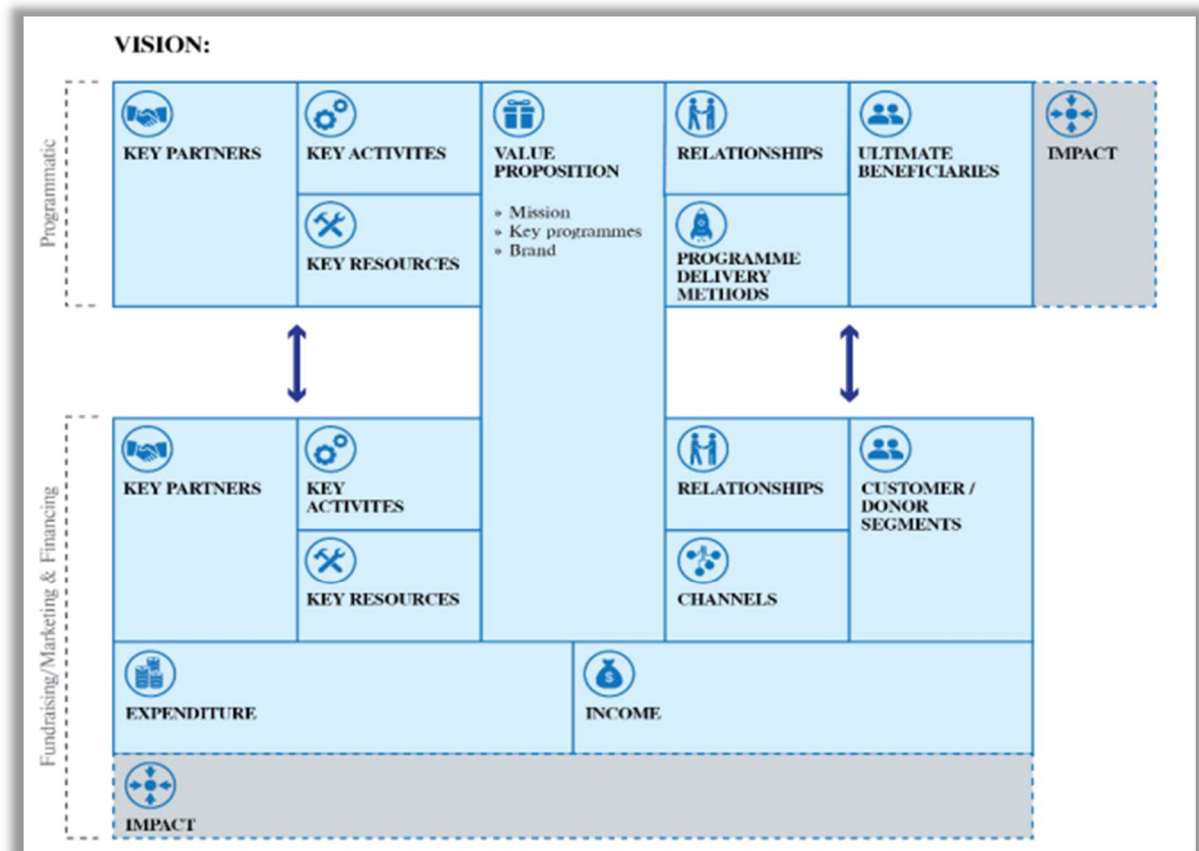 VISION:
Programmatic
KEY PARTNERS
KEY ACTIVITES
KEY RESOURCES
VALUE
PROPOSITION
» Mission
» Key programmes
» Brand
RELATIONSHIPS
PROGRAMME
DELIVERY
METHODS
ULTIMATE
BENEFICIARIES
IMPACT
Fundraising/Marketing & Financing
KEY PARTNERS
KEY
ACTIVITES
KEY RESOURCES
RELATIONSHIPS
CHANNELS
CUSTOMER /
DONOR
SEGMENTS
EXPENDITURE
$
INCOME
IMPACT